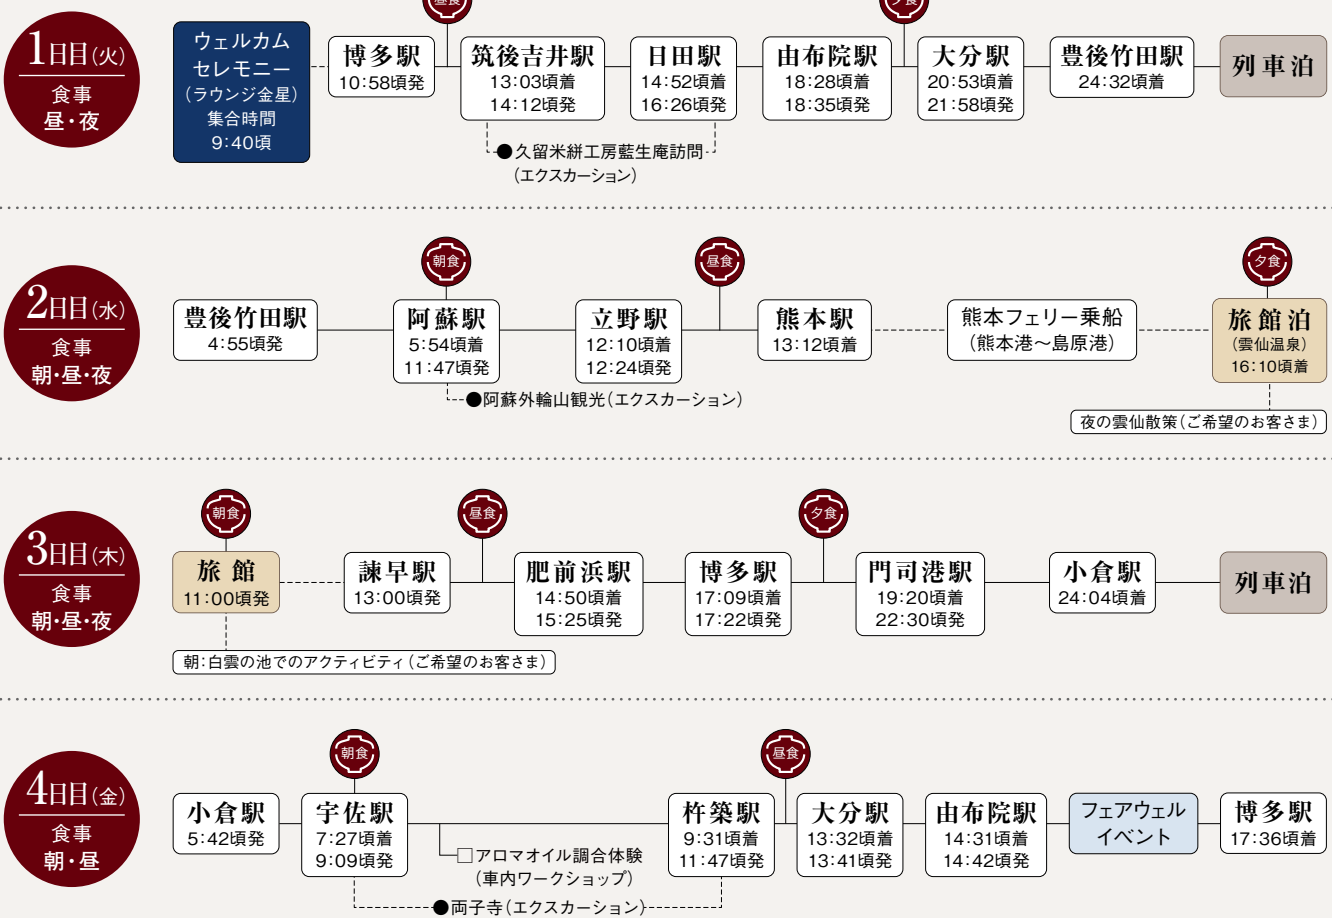 昼食
夕食
1日目(火)
食事
昼・夜
ウェルカム
セレモニー
(ラウンジ金星)
集合時間
9:40頃
博多駅
10:58頃発
筑後吉井駅
13:03頃着
14:12頃発
日田駅
14:52頃着
16:26頃発
由布院駅
18:28頃着
18:35頃発
大分駅
20:53頃着
21:58頃発
豊後竹田駅
24:32頃着
列車泊
●久留米絣工房藍生庵訪問
(エクスカーション)
2日目(水)
食事
朝・昼・夜
豊後竹田駅
4:55頃発
朝食
阿蘇駅
5:54頃着
11:47頃発
立野駅
12:10頃着
12:24頃発
昼食
熊本駅
13:12頃着
熊本フェリー乗船
(熊本港〜島原港)
夕食
旅館泊
(雲仙温泉)
16:10頃着
●阿蘇外輪山観光(エクスカーション)
夜の雲仙散策(ご希望のお客さま)
3日目(木)
食事
朝・昼・夜
朝食
旅館
11:00頃発
諫早駅
13:00頃発
昼食
肥前浜駅
14:50頃着
15:25頃発
博多駅
17:09頃着
17:22頃発
夕食
門司港駅
19:20頃着
22:30頃発
小倉駅
24:04頃着
列車泊
朝:白雲の池でのアクティビティ(ご希望のお客さま)
4日目(金)
食事
朝・昼
小倉駅
5:42頃発
朝食
宇佐駅
7:27頃着
9:09頃発
□アロマオイル調合体験
(車内ワークショップ)
●両子寺(エクスカーション)
杵築駅
9:31頃着
11:47頃発
昼食
大分駅
13:32頃着
13:41頃発
由布院駅
14:31頃着
14:42頃発
フェアウェル
イベント
博多駅
17:36頃着